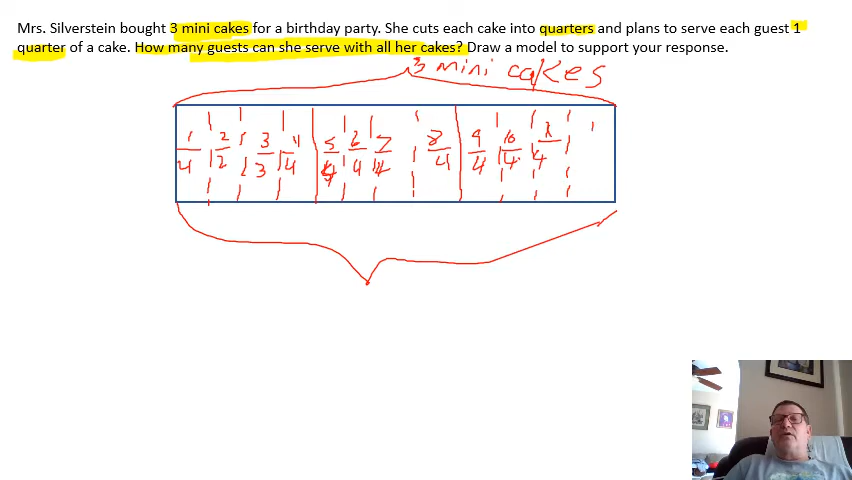 Mrs. Silverstein bought 3 mini cakes for a birthday party. She cuts each cake into quarters and plans to serve each guest 1
quarter of a cake. How many guests can she serve with all her cakes? Draw a model to support your response.
3 mini cakes
1/4 2/2 3/3 4/4 5/4 6/4 7/4 8/4 9/4 10/4